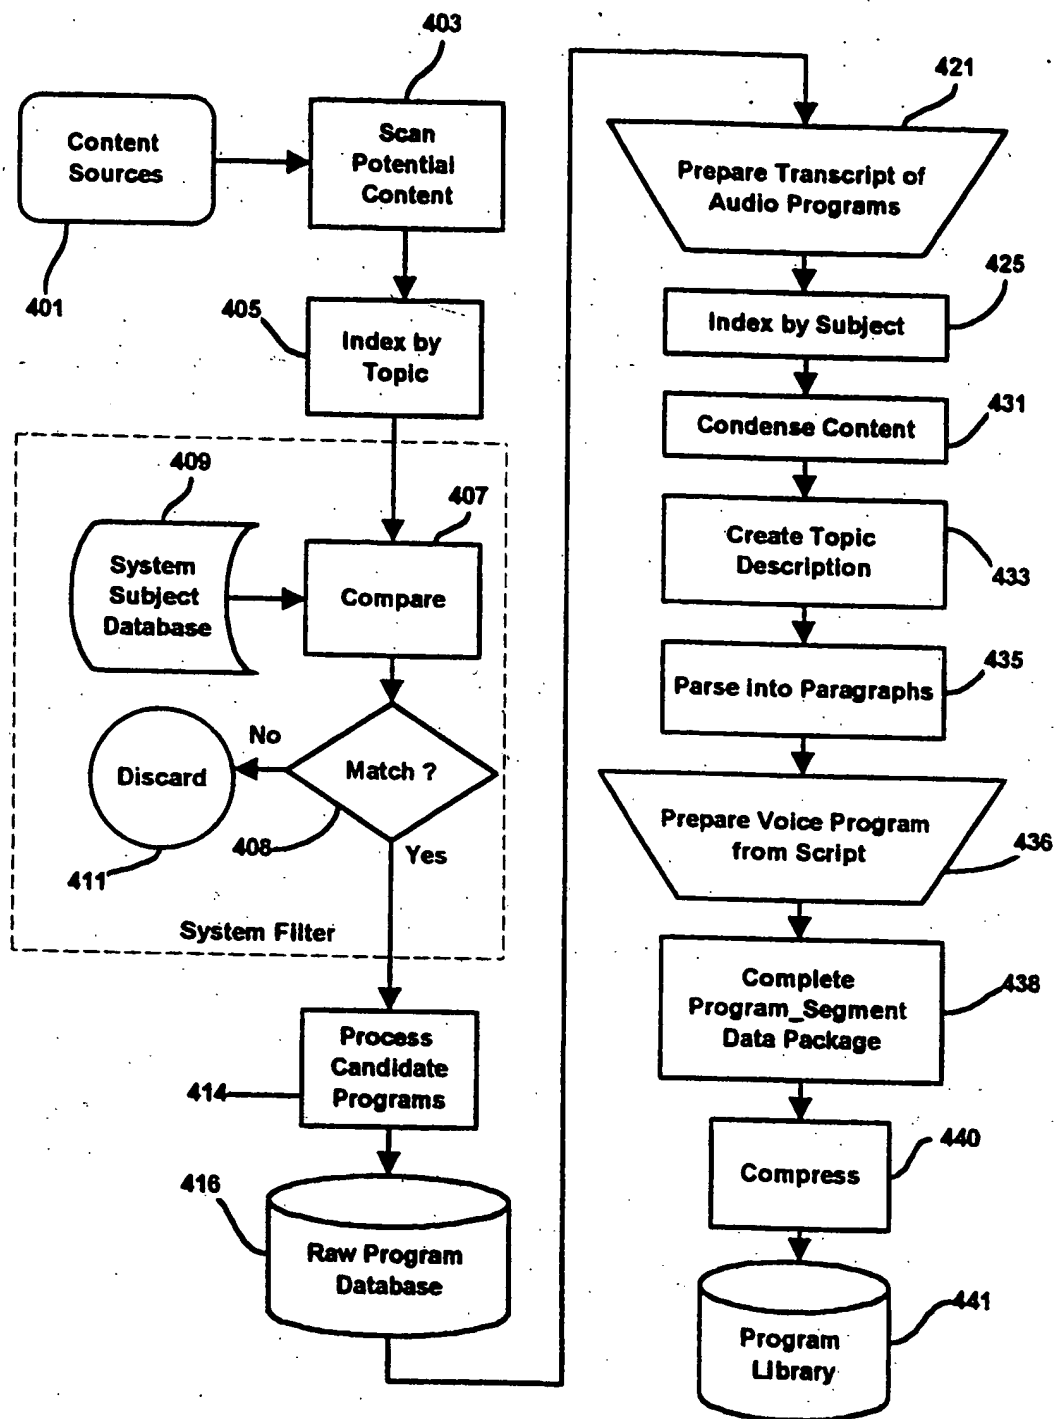 403
Content
Sources
401
Scan
Potential
Content
405
Index by
Topic
409
System
Subject
Database
407
Compare
No
Discard
411
Match ?
408
Yes
System Filter
Process
Candidate
Programs
414
416
Raw Program
Database
421
Prepare Transcript of
Audio Programs
425
Index by Subject
431
Condense Content
Create Topic
Description
433
435
Parse into Paragraphs
Prepare Voice Program
from Script
436
Complete
Program_Segment
Data Package
438
440
Compress
441
Program
Library